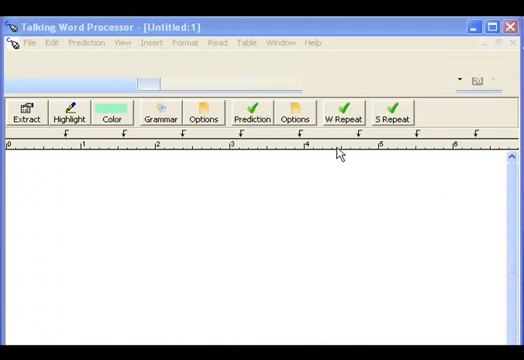 Talking Word Processor - [Untitled:1]
File Edit Prediction View Insert Format Read Table Window Help
Extract Highlight Color Grammar Options Prediction Options W Repeat S Repeat
0 1 2 3 4 5 6